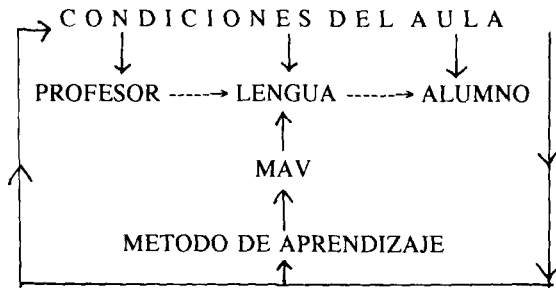 CONDICIONES DEL AULA
PROFESOR LENGUA ALUMNO
MAV
METODO DE APRENDIZAJE